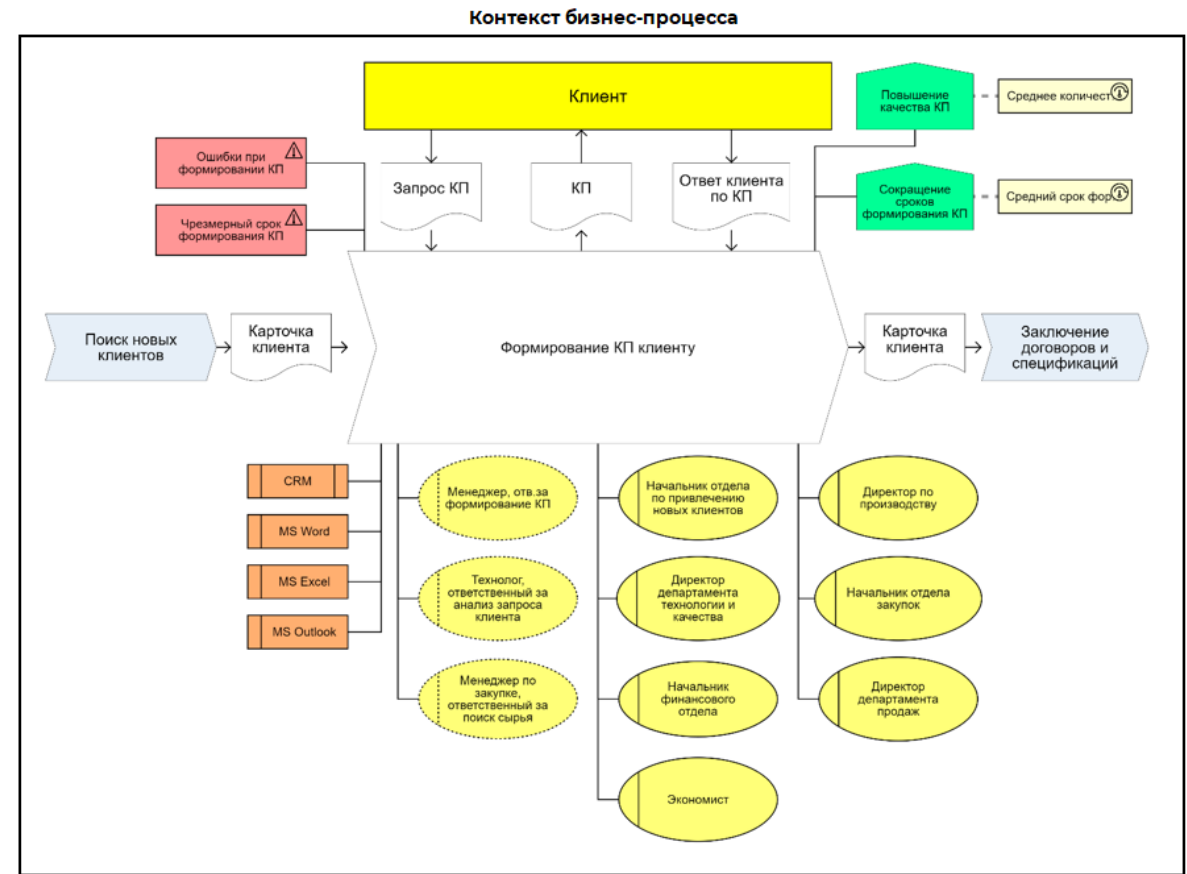 Контекст бизнес-процесса
Клиент
Повышение
качества КП
Среднее количест
Ошибки при
формировании КП
Запрос КП
КП
Ответ клиента
по КП
Сокращение
сроков
формирования КП
Средний срок фор
Чрезмерный срок
формирования КП
Поиск новых
клиентов
Карточка
клиента
Формирование КП клиенту
Карточка
клиента
Заключение
договоров и
спецификаций
CRM
MS Word
MS Excel
MS Outlook
Менеджер, отв.за
формирование КП
Начальник отдела
по привлечению
новых клиентов
Директор по
производству
Технолог,
ответственный за
анализ запроса
клиента
Директор
департамента
технологии и
качества
Начальник отдела
закупок
Менеджер по
закупке,
ответственный за
поиск сырья
Начальник
финансового
отдела
Директор
департамента
продаж
Экономист